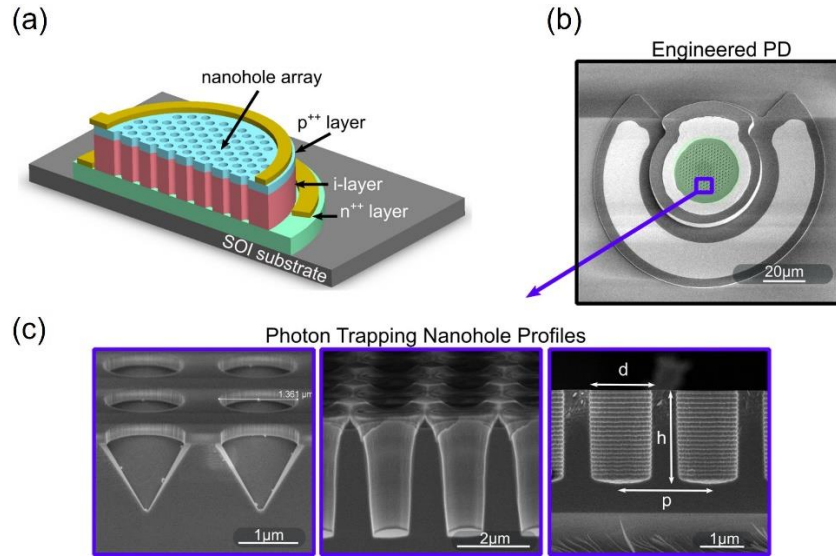 (a)
nanohole array
p++ layer
i-layer
n++ layer
SOI substrate
(b)
Engineered PD
20μm
(c)
Photon Trapping Nanohole Profiles
1.361 μm
1μm
2μm
d
h
p
1μm